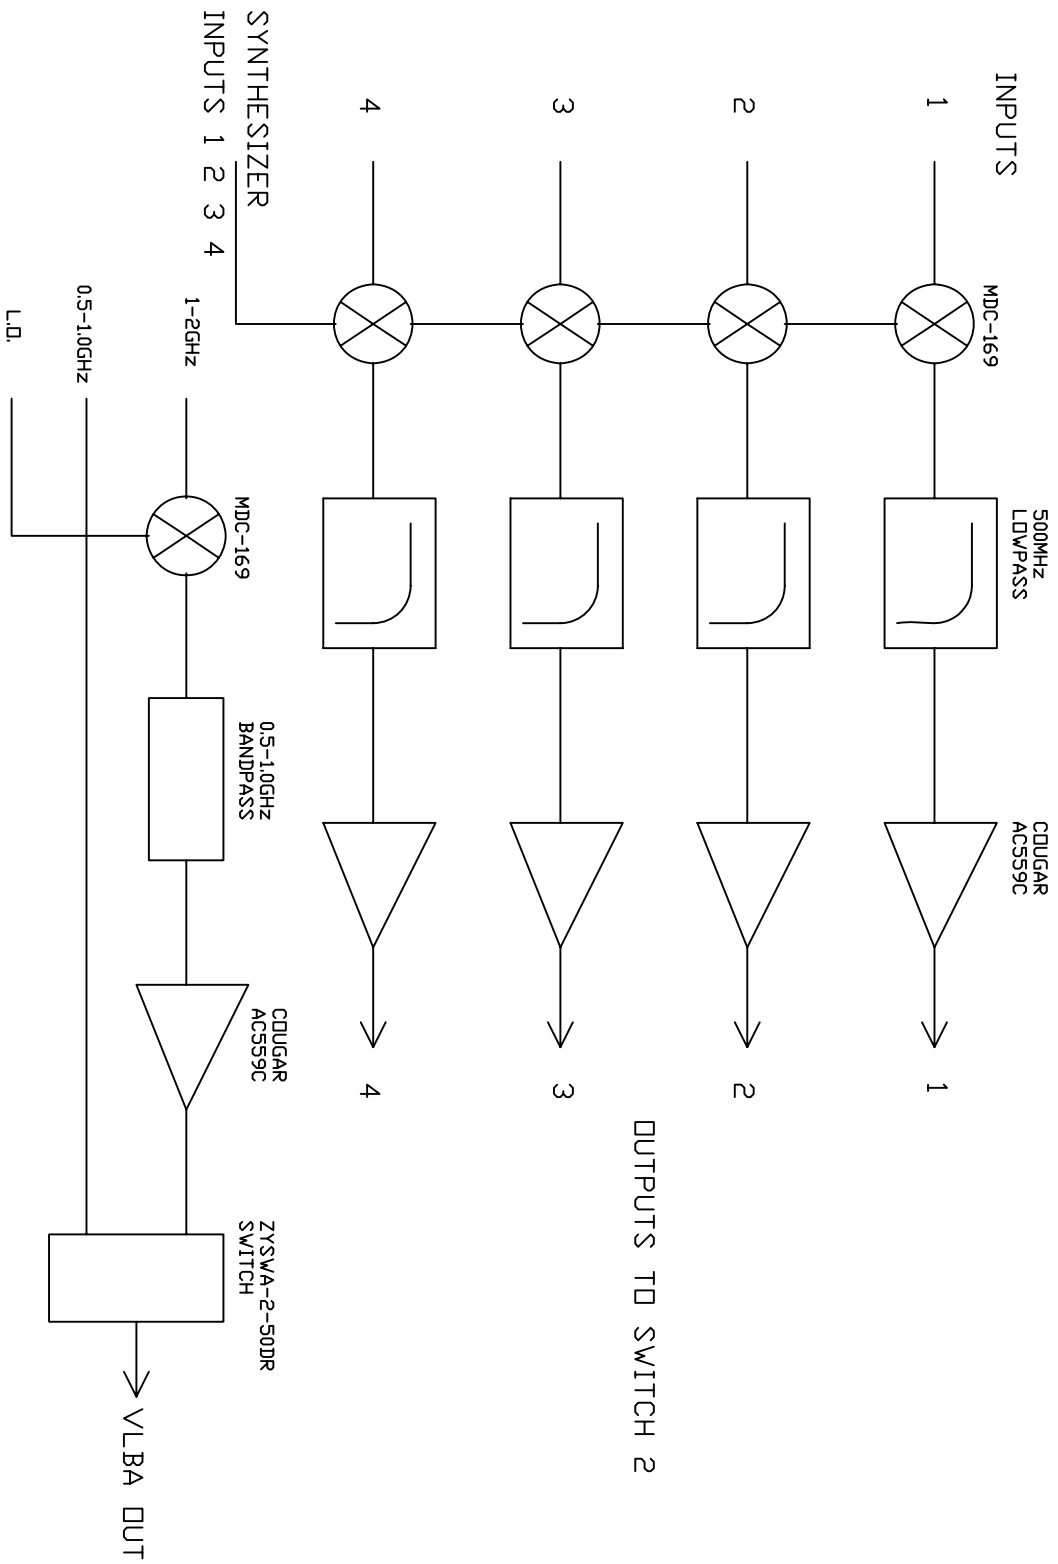 INPUTS
MDC-169
500MHz
LOWPASS
COUGAR
AC559C
1
1
2
2
OUTPUTS TO SWITCH 2
3
3
4
4
SYNTHESIZER
INPUTS 1 2 3 4
MDC-169
0.5-1.0GHz
BANDPASS
COUGAR
AC559C
ZYSWA-2-50DR
SWITCH
1-2GHz
0.5-1.0GHz
VLBA OUT
L.O.